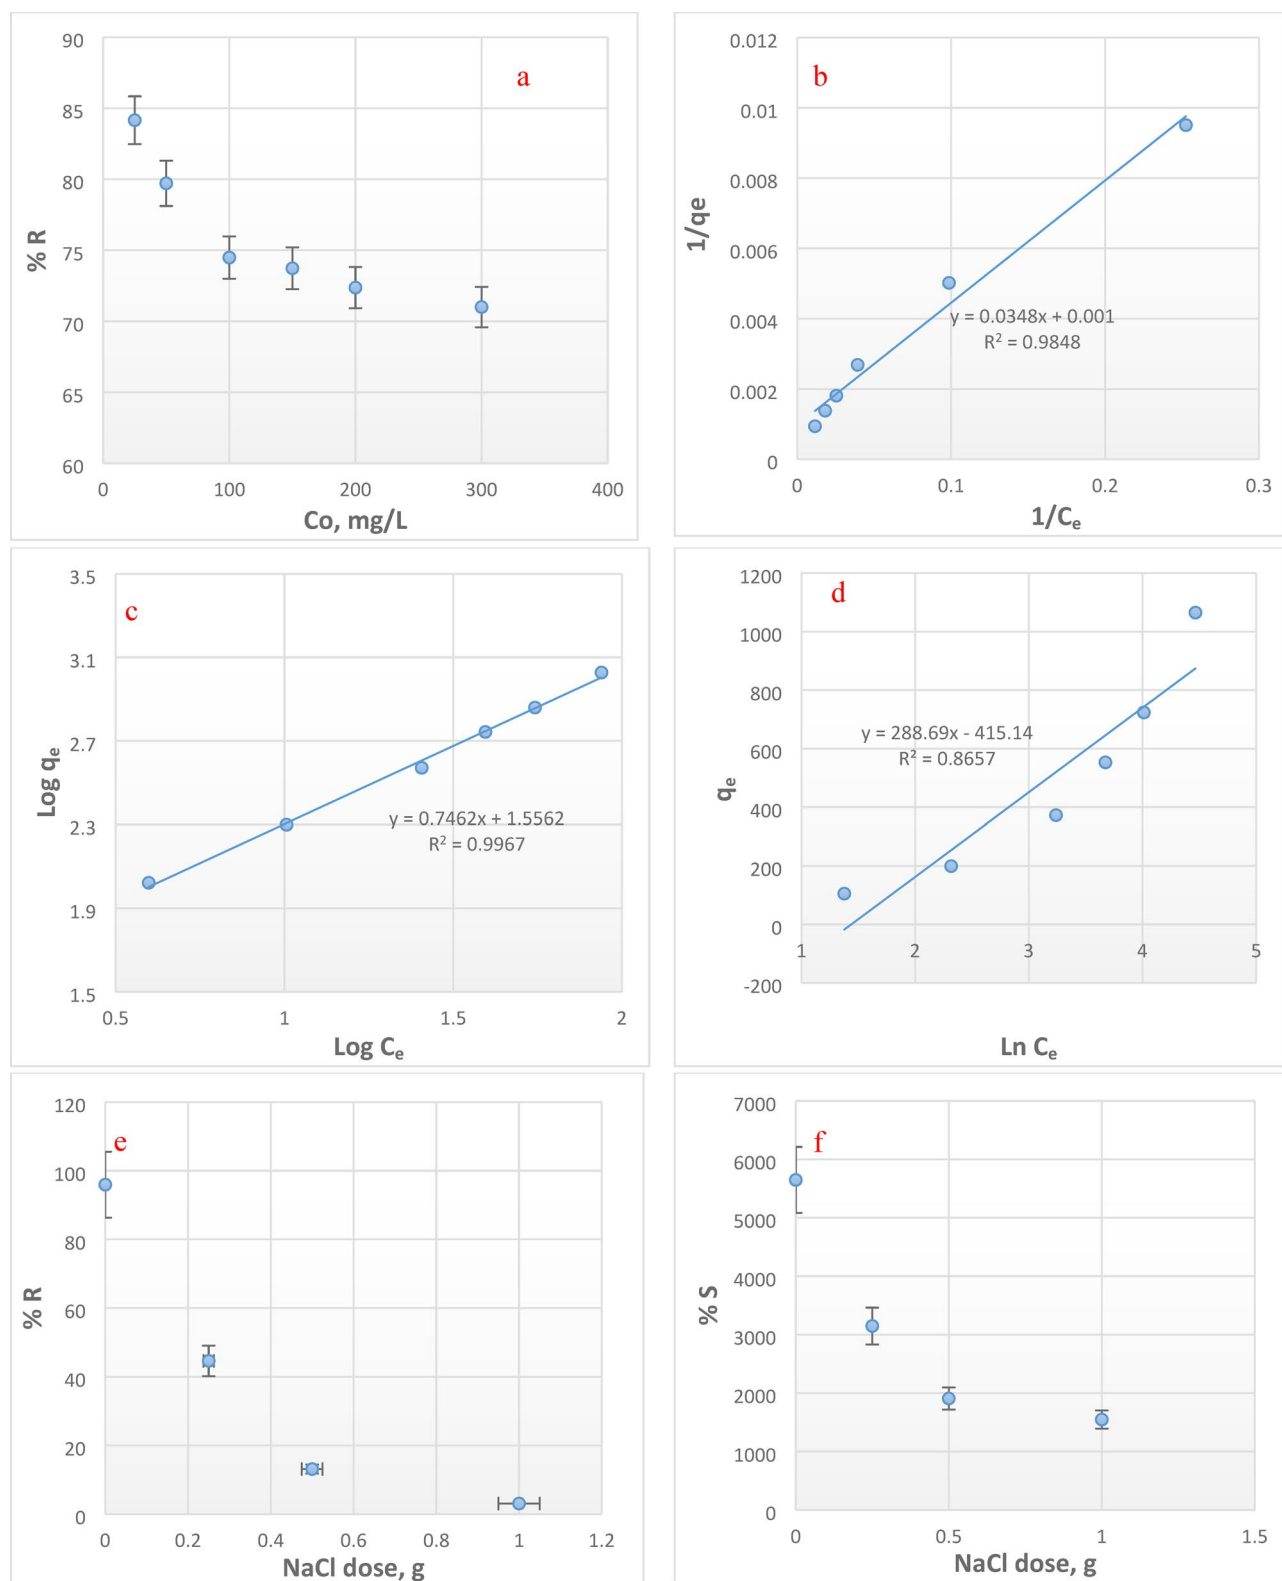 a
90
85
80
75
70
65
60
% R
0 100 200 300 400
Co, mg/L
b
0.012
0.01
0.008
0.006
0.004
0.002
0
1/qe
y = 0.0348x + 0.001
R² = 0.9848
0 0.1 0.2 0.3
1/Cₑ
c
3.5
3.1
2.7
2.3
1.9
1.5
Log qₑ
y = 0.7462x + 1.5562
R² = 0.9967
0.5 1 1.5 2
Log Cₑ
d
1200
1000
800
600
400
200
0
-200
qₑ
y = 288.69x - 415.14
R² = 0.8657
1 2 3 4 5
Ln Cₑ
e
120
100
80
60
40
20
0
% R
0 0.2 0.4 0.6 0.8 1 1.2
NaCl dose, g
f
7000
6000
5000
4000
3000
2000
1000
0
% S
0 0.5 1 1.5
NaCl dose, g